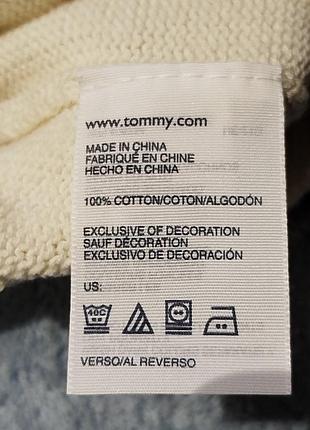 www.tommy.com
MADE IN CHINA
FABRIQUÉ EN CHINE
HECHO EN CHINA
100% COTTON/COTON/ALGODÓN
EXCLUSIVE OF DECORATION
SAUF DÉCORATION
EXCLUSIVO DE DECORACIÓN
US:
40C
VERSO/AL REVERSO